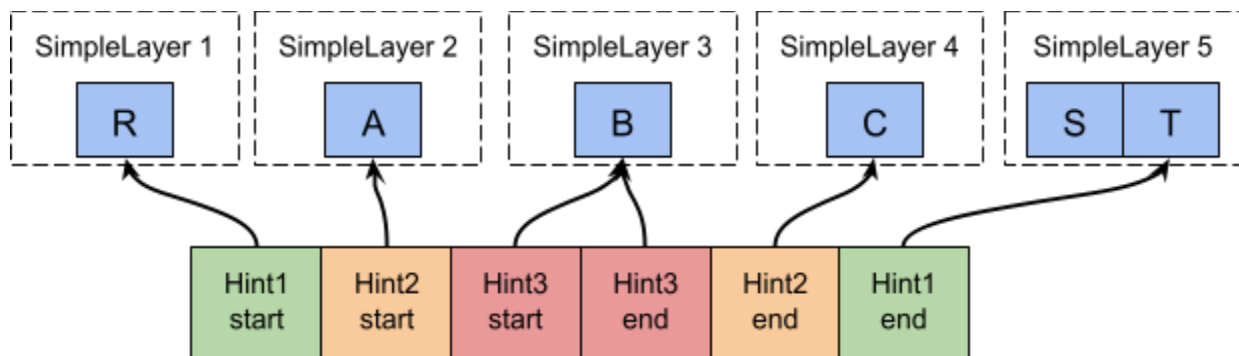 SimpleLayer 1
SimpleLayer 2
SimpleLayer 3
SimpleLayer 4
SimpleLayer 5
R
A
B
C
S
T
Hint1
start
Hint2
start
Hint3
start
Hint3
end
Hint2
end
Hint1
end